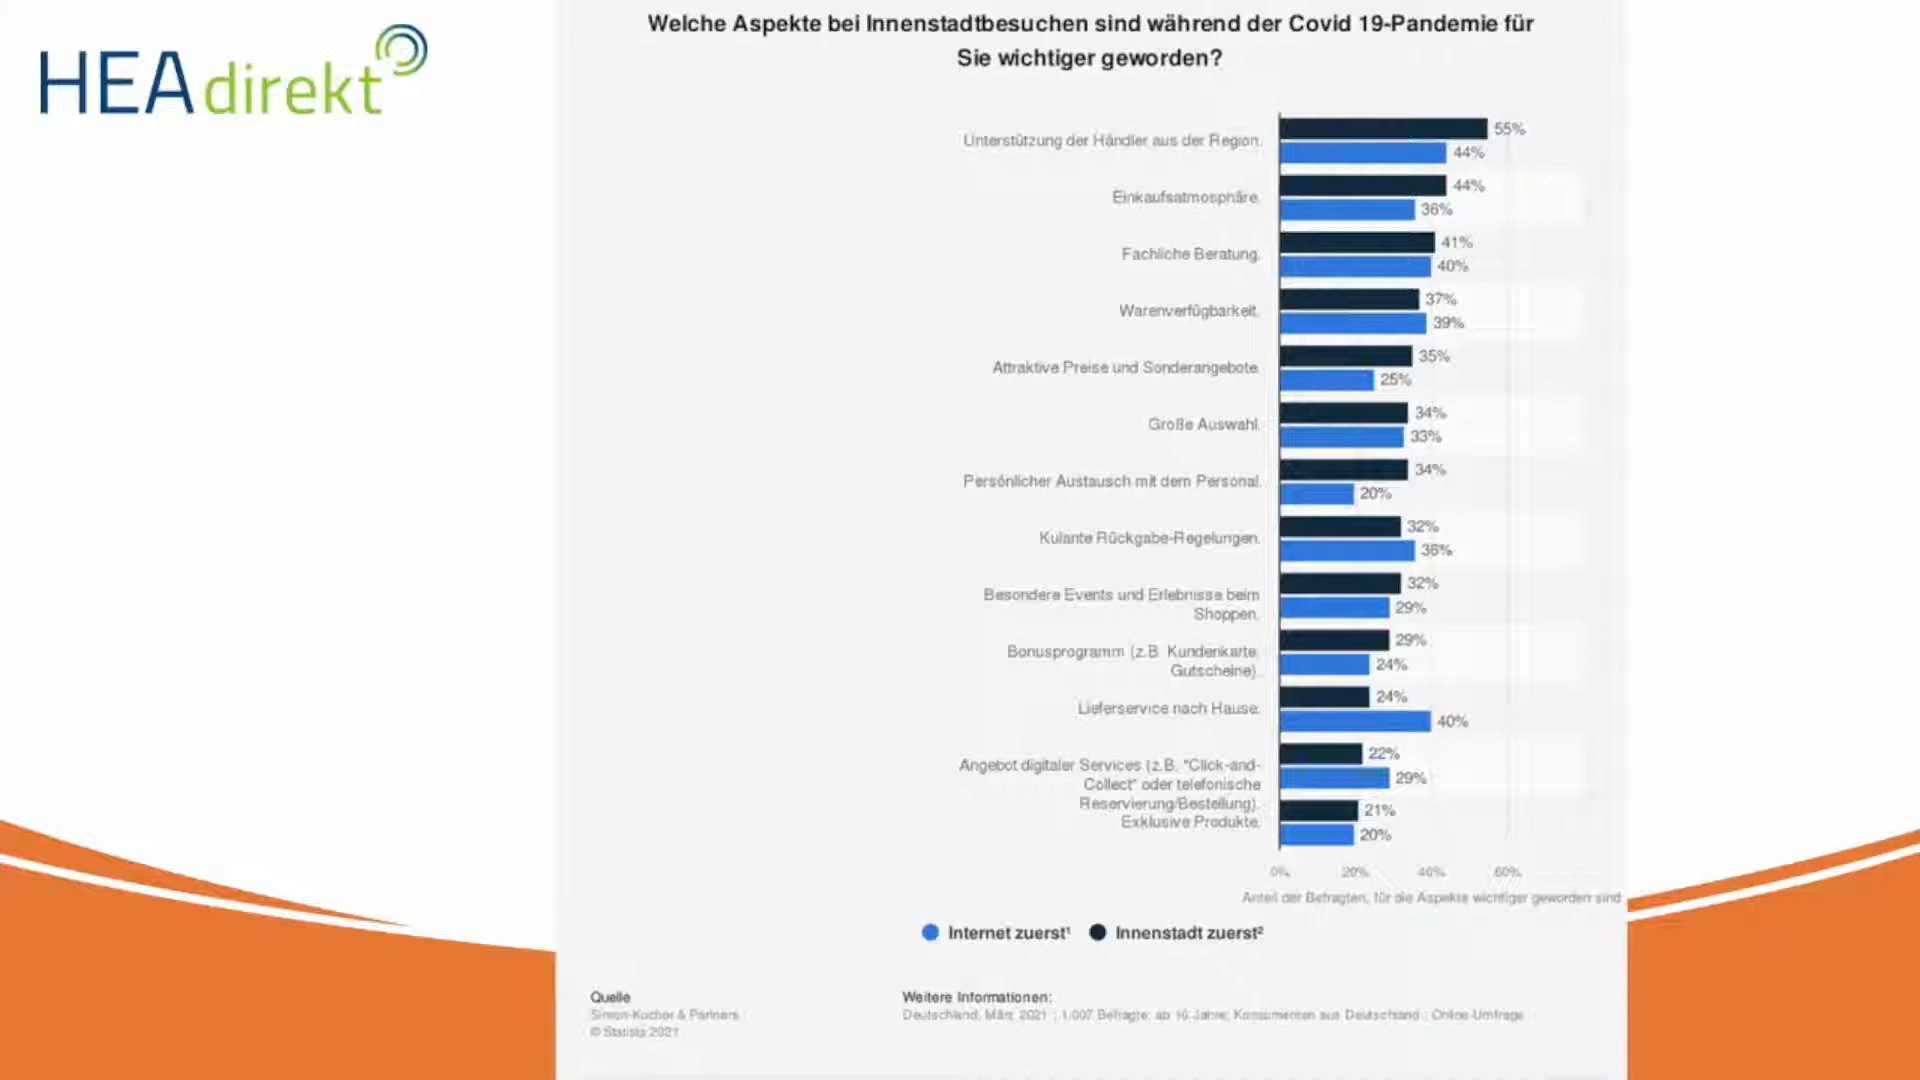 HEAdirekt
Welche Aspekte bei Innenstadtbesuchen sind während der Covid 19-Pandemie für
Sie wichtiger geworden?
Unterstützung der Händler aus der Region.
55%
44%
Einkaufsatmosphäre.
44%
36%
Fachliche Beratung.
41%
40%
Warenverfügbarkeit.
37%
39%
Attraktive Preise und Sonderangebote.
35%
25%
Große Auswahl.
34%
33%
Persönlicher Austausch mit dem Personal.
34%
20%
Kulante Rückgabe-Regelungen.
32%
36%
Besondere Events und Erlebnisse beim
Shoppen.
32%
29%
Bonusprogramm (z.B. Kundenkarte,
Gutscheine).
29%
24%
Lieferservice nach Hause.
24%
40%
Angebot digitaler Services (z.B. "Click-and-
Collect" oder telefonische
Reservierung/Bestellung).
22%
29%
Exklusive Produkte.
21%
20%
0% 20% 40% 60%
Anteil der Befragten, für die Aspekte wichtiger geworden sind
Internet zuerst¹ Innenstadt zuerst²
Quelle
Simon-Kucher & Partners
© Statista 2021
Weitere Informationen:
Deutschland; März 2021; 1.007 Befragte; ab 16 Jahre; Konsumenten aus Deutschland; Online-Umfrage